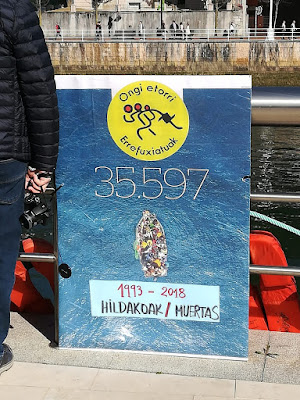 Ongi etorri
Errefuxiatuak
35.597
1993 - 2018
HILDAKOAK / MUERTAS